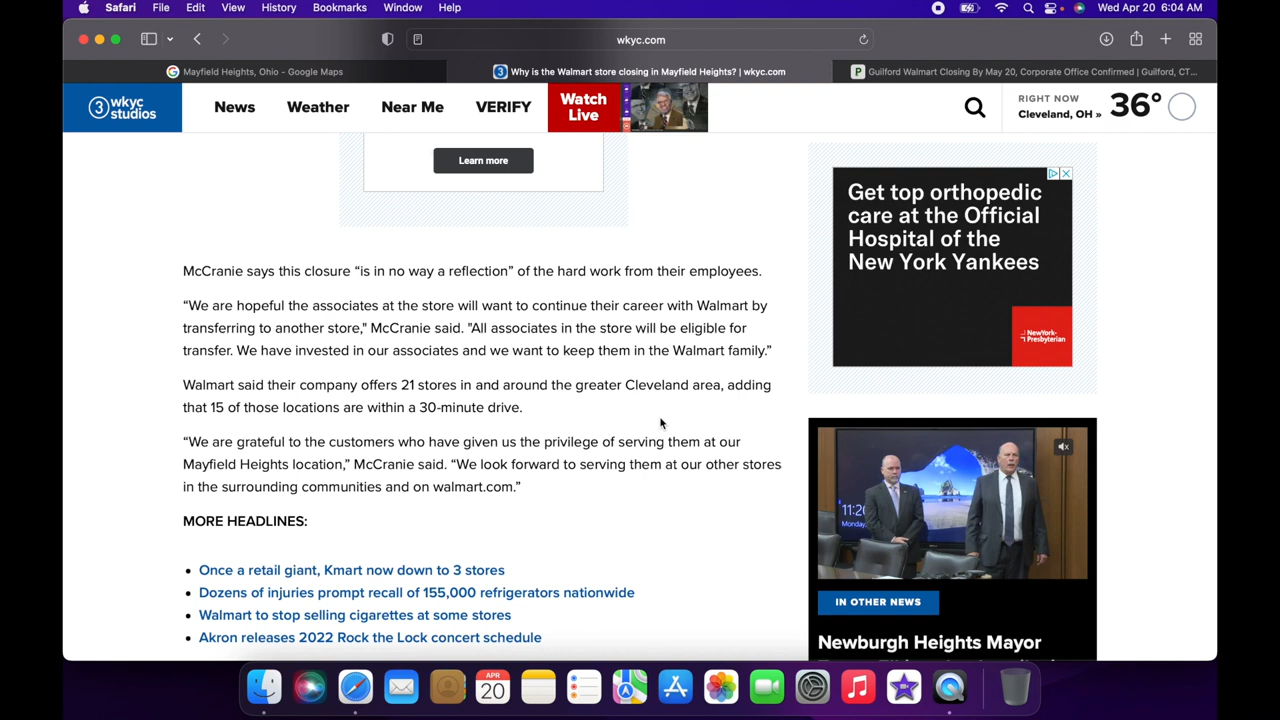 Safari File Edit View History Bookmarks Window Help Wed Apr 20 6:04 AM
wkyc.com
Mayfield Heights, Ohio - Google Maps
3 Why is the Walmart store closing in Mayfield Heights? | wkyc.com
P Guilford Walmart Closing By May 20, Corporate Office Confirmed | Guilford, CT...
3 wkyc studios
News Weather Near Me VERIFY
Watch
Live
RIGHT NOW
Cleveland, OH »
36°
Learn more
McCranie says this closure “is in no way a reflection” of the hard work from their employees.
“We are hopeful the associates at the store will want to continue their career with Walmart by
transferring to another store," McCranie said. "All associates in the store will be eligible for
transfer. We have invested in our associates and we want to keep them in the Walmart family.”
Walmart said their company offers 21 stores in and around the greater Cleveland area, adding
that 15 of those locations are within a 30-minute drive.
“We are grateful to the customers who have given us the privilege of serving them at our
Mayfield Heights location,” McCranie said. “We look forward to serving them at our other stores
in the surrounding communities and on walmart.com.”
MORE HEADLINES:
• Once a retail giant, Kmart now down to 3 stores
• Dozens of injuries prompt recall of 155,000 refrigerators nationwide
• Walmart to stop selling cigarettes at some stores
• Akron releases 2022 Rock the Lock concert schedule
Get top orthopedic
care at the Official
Hospital of the
New York Yankees
NewYork-
Presbyterian
11:20
Monday,
IN OTHER NEWS
Newburgh Heights Mayor
APR
20